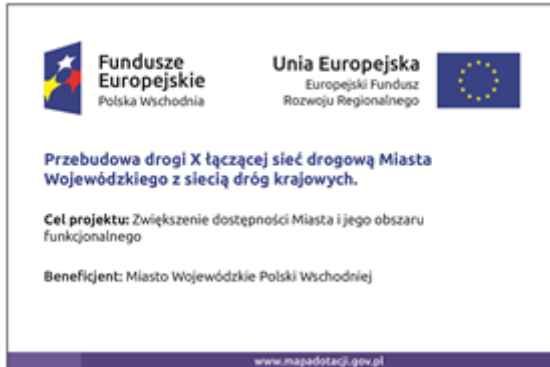 Fundusze
Europejskie
Polska Wschodnia
Unia Europejska
Europejski Fundusz
Rozwoju Regionalnego
Przebudowa drogi X łączącej sieć drogową Miasta
Wojewódzkiego z siecią dróg krajowych.
Cel projektu: Zwiększenie dostępności Miasta i jego obszaru
funkcjonalnego
Beneficjent: Miasto Wojewódzkie Polski Wschodniej
www.mapadotacji.gov.pl